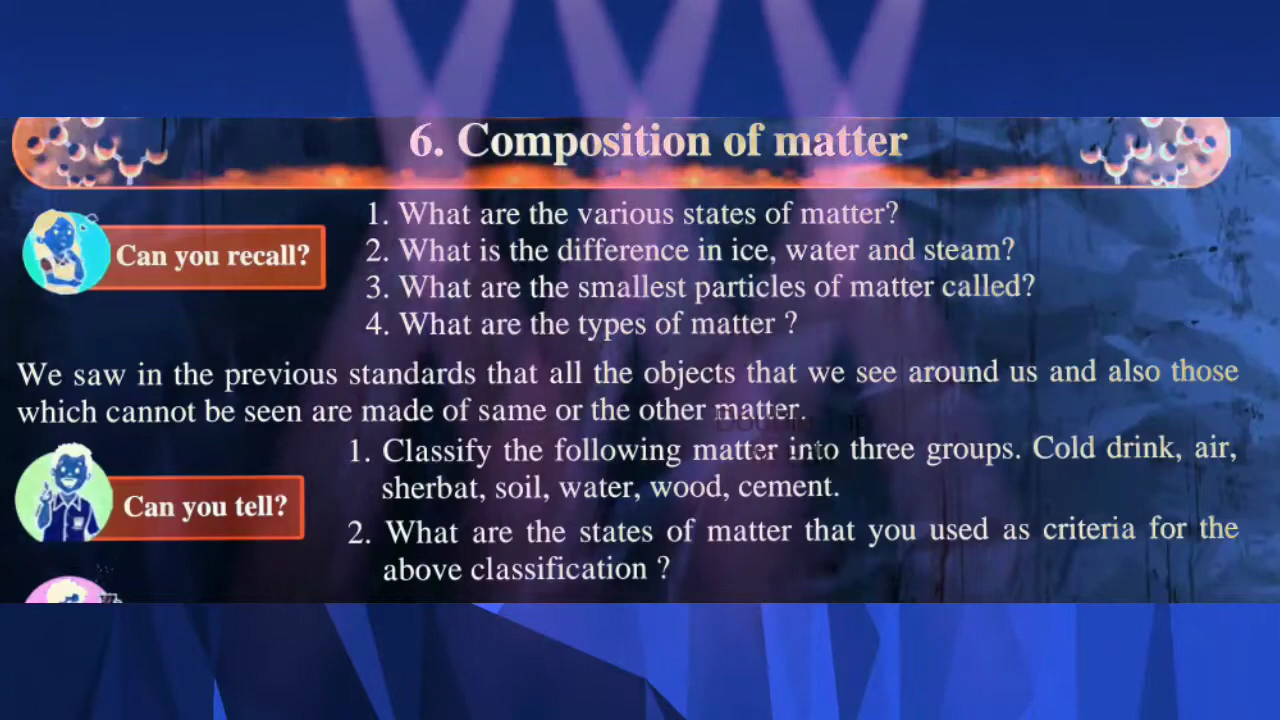 6. Composition of matter
Can you recall?
1. What are the various states of matter?
2. What is the difference in ice, water and steam?
3. What are the smallest particles of matter called?
4. What are the types of matter ?
We saw in the previous standards that all the objects that we see around us and also those
which cannot be seen are made of same or the other matter.
Can you tell?
1. Classify the following matter into three groups. Cold drink, air,
sherbat, soil, water, wood, cement.
2. What are the states of matter that you used as criteria for the
above classification ?